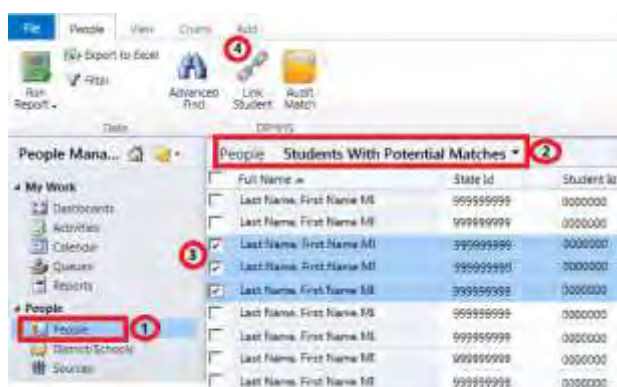 File People View Charts Add
Export to Excel
Filter
4
Run Report
Advanced Find
Link Student
Audit Match
Data
People Mana...
People Students With Potential Matches
2
Full Name State Id Student Id
My Work
Last Name, First Name MI 999999999 0000000
Dashboards
Last Name, First Name MI 999999999 0000000
Activities
Last Name, First Name MI 999999999 0000000
Calendar
3
Last Name, First Name MI 999999999 0000000
Queues
Last Name, First Name MI 999999999 0000000
Reports
Last Name, First Name MI 999999999 0000000
People
Last Name, First Name MI 999999999 0000000
People
1
Last Name, First Name MI 999999999 0000000
District/Schools
Last Name, First Name MI 999999999 0000000
Sources